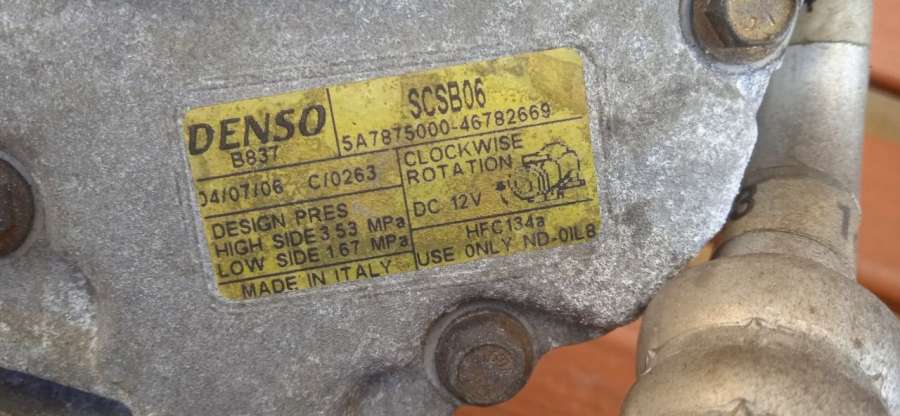 DENSO
B837
SCSB06
5A7875000-46782669
04/07/06 C/0263
CLOCKWISE
ROTATION
DC 12V
DESIGN PRES
HIGH SIDE 3.53 MPa
LOW SIDE 1.67 MPa
HFC134a
USE ONLY ND-OIL8
MADE IN ITALY